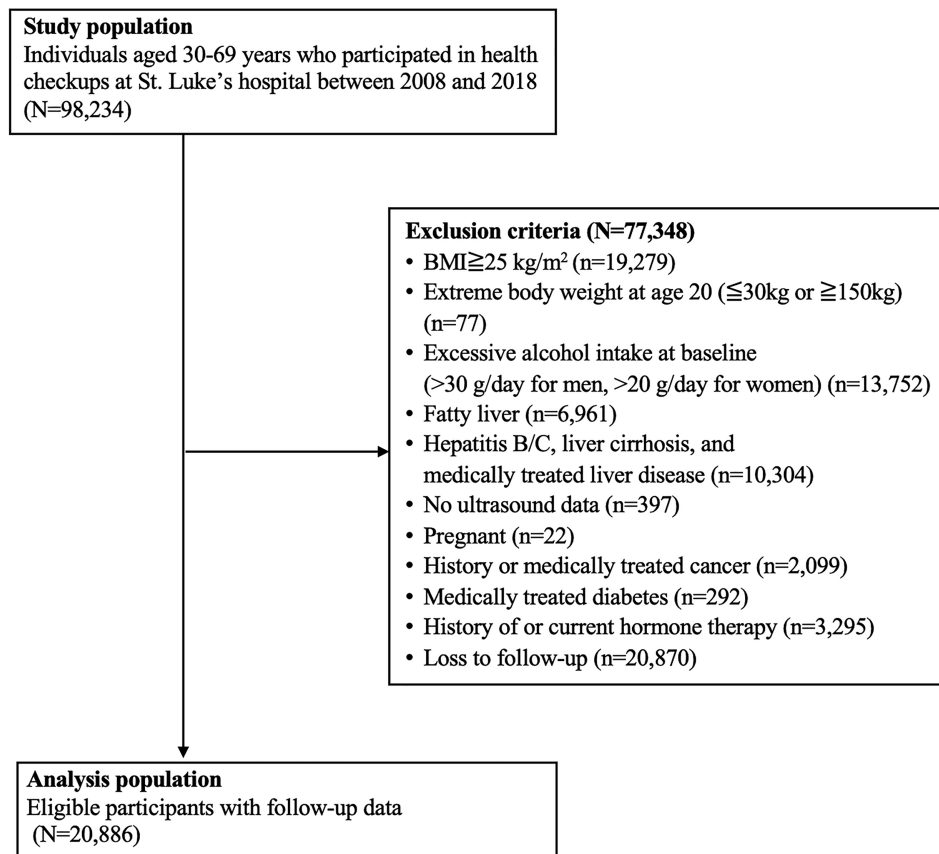 Study population
Individuals aged 30-69 years who participated in health
checkups at St. Luke’s hospital between 2008 and 2018
(N=98,234)
Exclusion criteria (N=77,348)
• BMI≧25 kg/m² (n=19,279)
• Extreme body weight at age 20 (≦30kg or ≧150kg)
(n=77)
• Excessive alcohol intake at baseline
(>30 g/day for men, >20 g/day for women) (n=13,752)
• Fatty liver (n=6,961)
• Hepatitis B/C, liver cirrhosis, and
medically treated liver disease (n=10,304)
• No ultrasound data (n=397)
• Pregnant (n=22)
• History or medically treated cancer (n=2,099)
• Medically treated diabetes (n=292)
• History of or current hormone therapy (n=3,295)
• Loss to follow-up (n=20,870)
Analysis population
Eligible participants with follow-up data
(N=20,886)